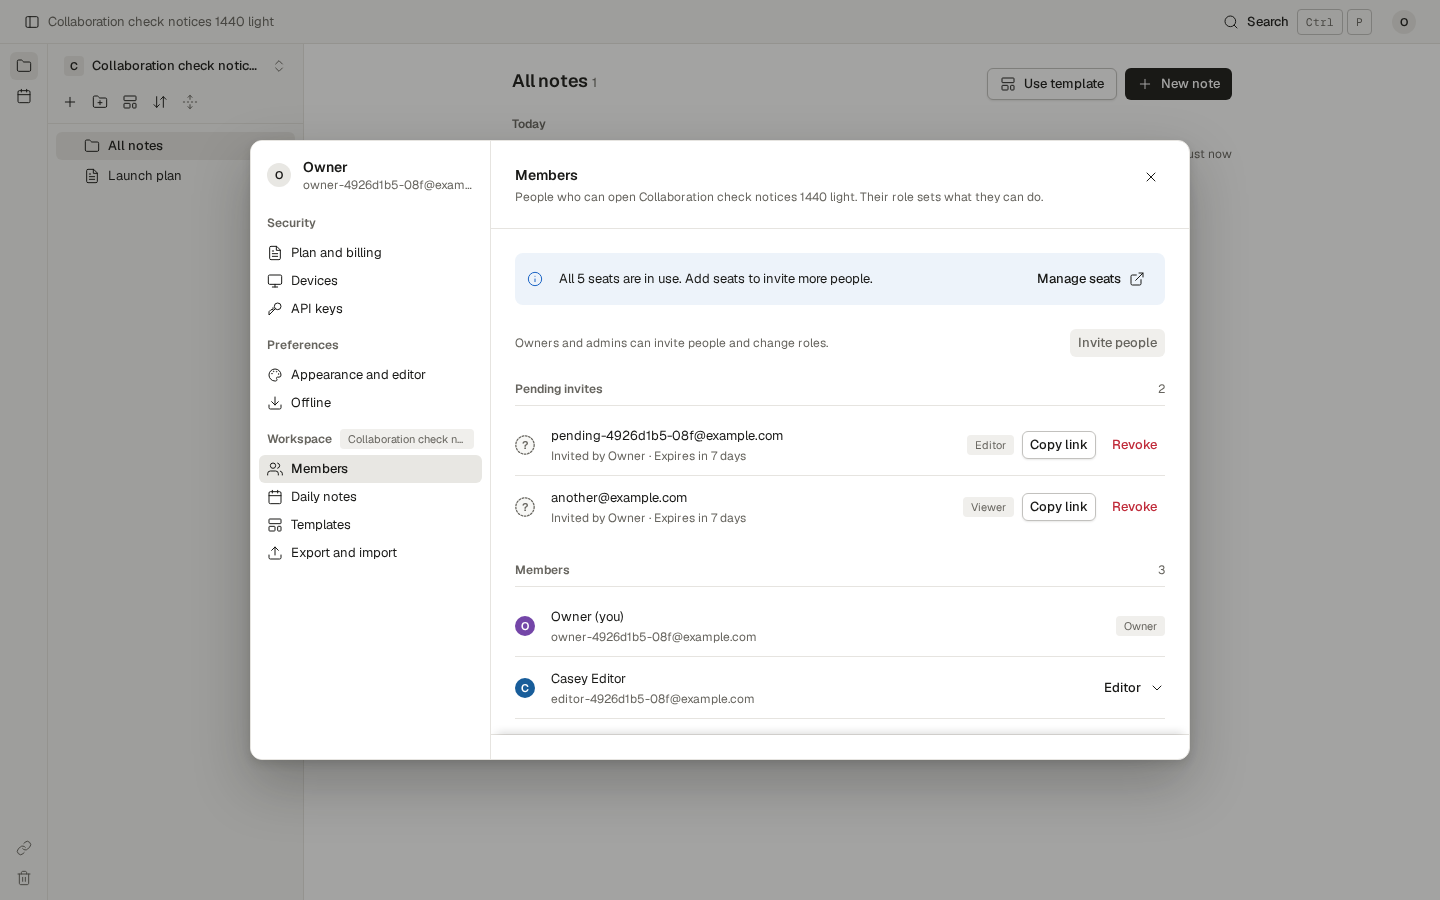 Collaboration check notices 1440 light
Search Ctrl P O
C Collaboration check notic...
All notes 1
Use template
New note
Today
All notes
Launch plan
ust now
O Owner
owner-4926d1b5-08f@exam...
Security
Plan and billing
Devices
API keys
Preferences
Appearance and editor
Offline
Workspace Collaboration check n...
Members
Daily notes
Templates
Export and import
Members
People who can open Collaboration check notices 1440 light. Their role sets what they can do.
All 5 seats are in use. Add seats to invite more people. Manage seats
Owners and admins can invite people and change roles. Invite people
Pending invites 2
? pending-4926d1b5-08f@example.com
Invited by Owner · Expires in 7 days
Editor Copy link Revoke
? another@example.com
Invited by Owner · Expires in 7 days
Viewer Copy link Revoke
Members 3
O Owner (you)
owner-4926d1b5-08f@example.com
Owner
C Casey Editor
editor-4926d1b5-08f@example.com
Editor